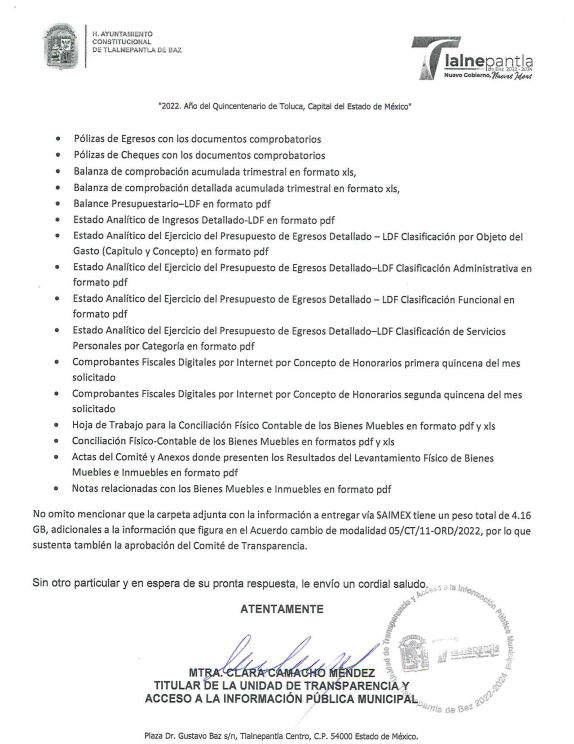 H. AYUNTAMIENTO
CONSTITUCIONAL
DE TLALNEPANTLA DE BAZ
Tlalnepantla
de Baz 2022-2024
Nuevo Gobierno, Nuevas Ideas
"2022. Año del Quincentenario de Toluca, Capital del Estado de México"
• Pólizas de Egresos con los documentos comprobatorios
• Pólizas de Cheques con los documentos comprobatorios
• Balanza de comprobación acumulada trimestral en formato xls,
• Balanza de comprobación detallada acumulada trimestral en formato xls,
• Balance Presupuestario–LDF en formato pdf
• Estado Analítico de Ingresos Detallado-LDF en formato pdf
• Estado Analítico del Ejercicio del Presupuesto de Egresos Detallado – LDF Clasificación por Objeto del
Gasto (Capitulo y Concepto) en formato pdf
• Estado Analítico del Ejercicio del Presupuesto de Egresos Detallado–LDF Clasificación Administrativa en
formato pdf
• Estado Analítico del Ejercicio del Presupuesto de Egresos Detallado – LDF Clasificación Funcional en
formato pdf
• Estado Analítico del Ejercicio del Presupuesto de Egresos Detallado–LDF Clasificación de Servicios
Personales por Categoría en formato pdf
• Comprobantes Fiscales Digitales por Internet por Concepto de Honorarios primera quincena del mes
solicitado
• Comprobantes Fiscales Digitales por Internet por Concepto de Honorarios segunda quincena del mes
solicitado
• Hoja de Trabajo para la Conciliación Físico Contable de los Bienes Muebles en formato pdf y xls
• Conciliación Físico-Contable de los Bienes Muebles en formatos pdf y xls
• Actas del Comité y Anexos donde presenten los Resultados del Levantamiento Físico de Bienes
Muebles e Inmuebles en formato pdf
• Notas relacionadas con los Bienes Muebles e Inmuebles en formato pdf
No omito mencionar que la carpeta adjunta con la información a entregar vía SAIMEX tiene un peso total de 4.16
GB, adicionales a la información que figura en el Acuerdo cambio de modalidad 05/CT/11-ORD/2022, por lo que
sustenta también la aprobación del Comité de Transparencia.
Sin otro particular y en espera de su pronta respuesta, le envío un cordial saludo.
ATENTAMENTE
MTRA. CLARA CAMACHO MÉNDEZ
TITULAR DE LA UNIDAD DE TRANSPARENCIA Y
ACCESO A LA INFORMACIÓN PÚBLICA MUNICIPAL
de Transparencia y Acceso a la Información Pública Municipal
de Baz 2022-2024
Plaza Dr. Gustavo Baz s/n, Tlalnepantla Centro, C.P. 54000 Estado de México.